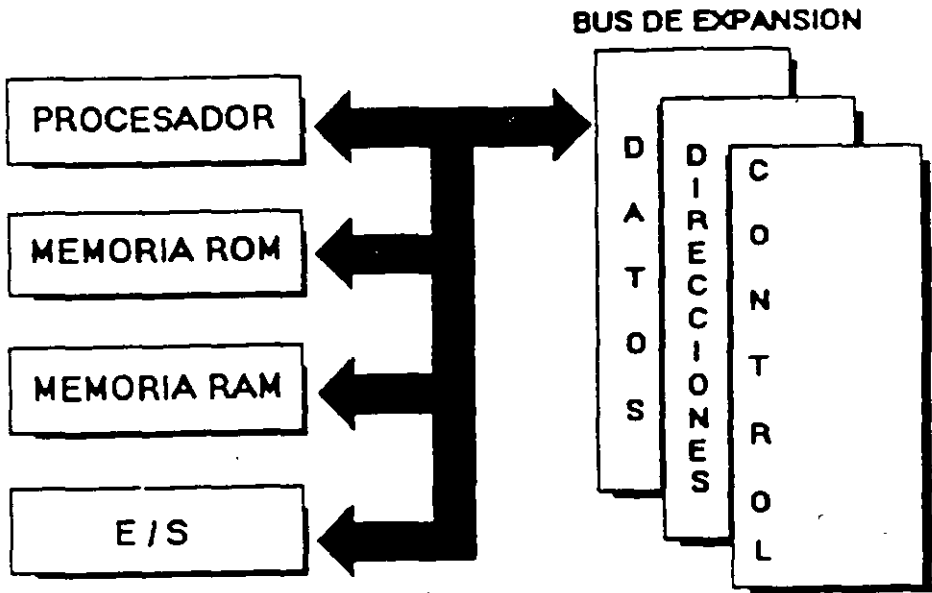 BUS DE EXPANSION
PROCESADOR
MEMORIA ROM
MEMORIA RAM
E / S
DATOS
DIRECCIONES
CONTROL